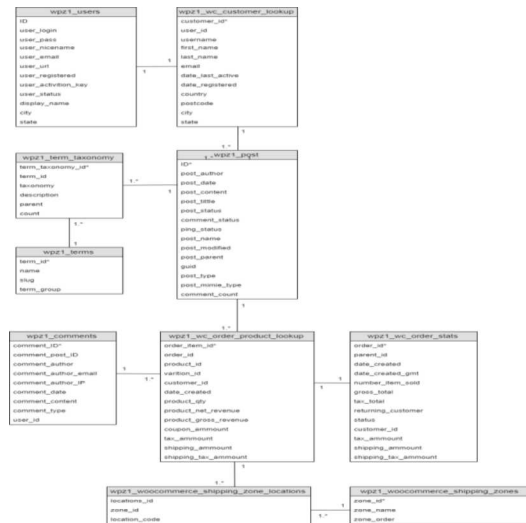 wpz1_users
ID
user_login
user_pass
user_nicename
user_email
user_url
user_registered
user_activition_key
user_status
display_name
city
state
1
1
wpz1_wc_customer_lookup
customer_id*
user_id
username
first_name
last_name
email
date_last_active
date_registered
country
postcode
city
state
1
1..*
wpz1_term_taxonomy
term_taxonomy_id*
term_id
taxonomy
description
parent
count
1..*
1
1..*
1
wpz1_post
ID*
post_author
post_date
post_content
post_tittle
post_status
comment_status
ping_status
post_name
post_modified
post_parent
guid
post_type
post_mimie_type
comment_count
1
1..*
wpz1_terms
term_id*
name
slug
term_group
wpz1_comments
comment_ID*
comment_post_ID
comment_author
comment_author_email
comment_author_IP
comment_date
comment_content
comment_type
user_id
1
1..*
wpz1_wc_order_product_lookup
order_item_id*
order_id
product_id
varition_id
customer_id
date_created
product_qty
product_net_revenue
product_gross_revenue
coupon_ammount
tax_ammount
shipping_ammount
shipping_tax_ammount
1
1
1
1..*
wpz1_wc_order_stats
order_id*
parent_id
date_created
date_created_gmt
number_item_sold
gross_total
tax_total
returning_customer
status
customer_id
tax_ammount
shipping_ammount
shipping_tax_ammount
wpz1_woocommerce_shipping_zone_locations
locations_id
zone_id
location_code
1
1..*
wpz1_woocommerce_shipping_zones
zone_id*
zone_name
zone_order